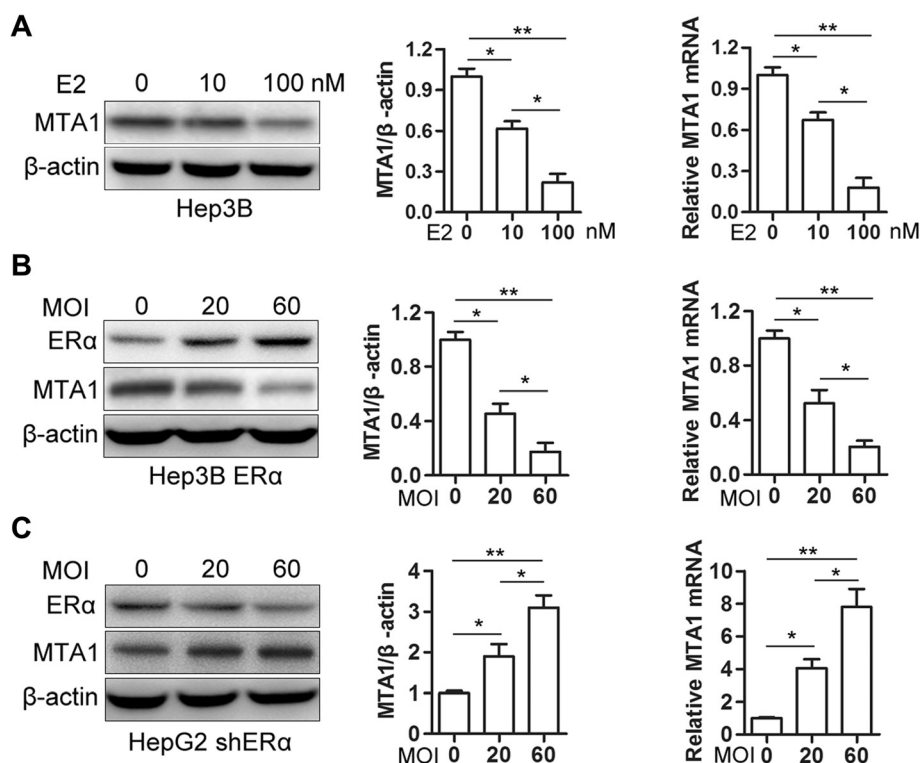 A
E2 0 10 100 nM
MTA1
β-actin
Hep3B
MTA1/β -actin
1.2
0.9
0.6
0.3
0.0
**
*
*
E2 0 10 100 nM
Relative MTA1 mRNA
1.2
0.9
0.6
0.3
0.0
**
*
*
E2 0 10 100 nM
B
MOI 0 20 60
ERα
MTA1
β-actin
Hep3B ERα
MTA1/β -actin
1.2
0.8
0.4
0.0
**
*
*
MOI 0 20 60
Relative MTA1 mRNA
1.2
0.8
0.4
0.0
**
*
*
MOI 0 20 60
C
MOI 0 20 60
ERα
MTA1
β-actin
HepG2 shERα
MTA1/β -actin
4
3
2
1
0
**
*
*
MOI 0 20 60
Relative MTA1 mRNA
10
8
6
4
2
0
**
*
*
MOI 0 20 60